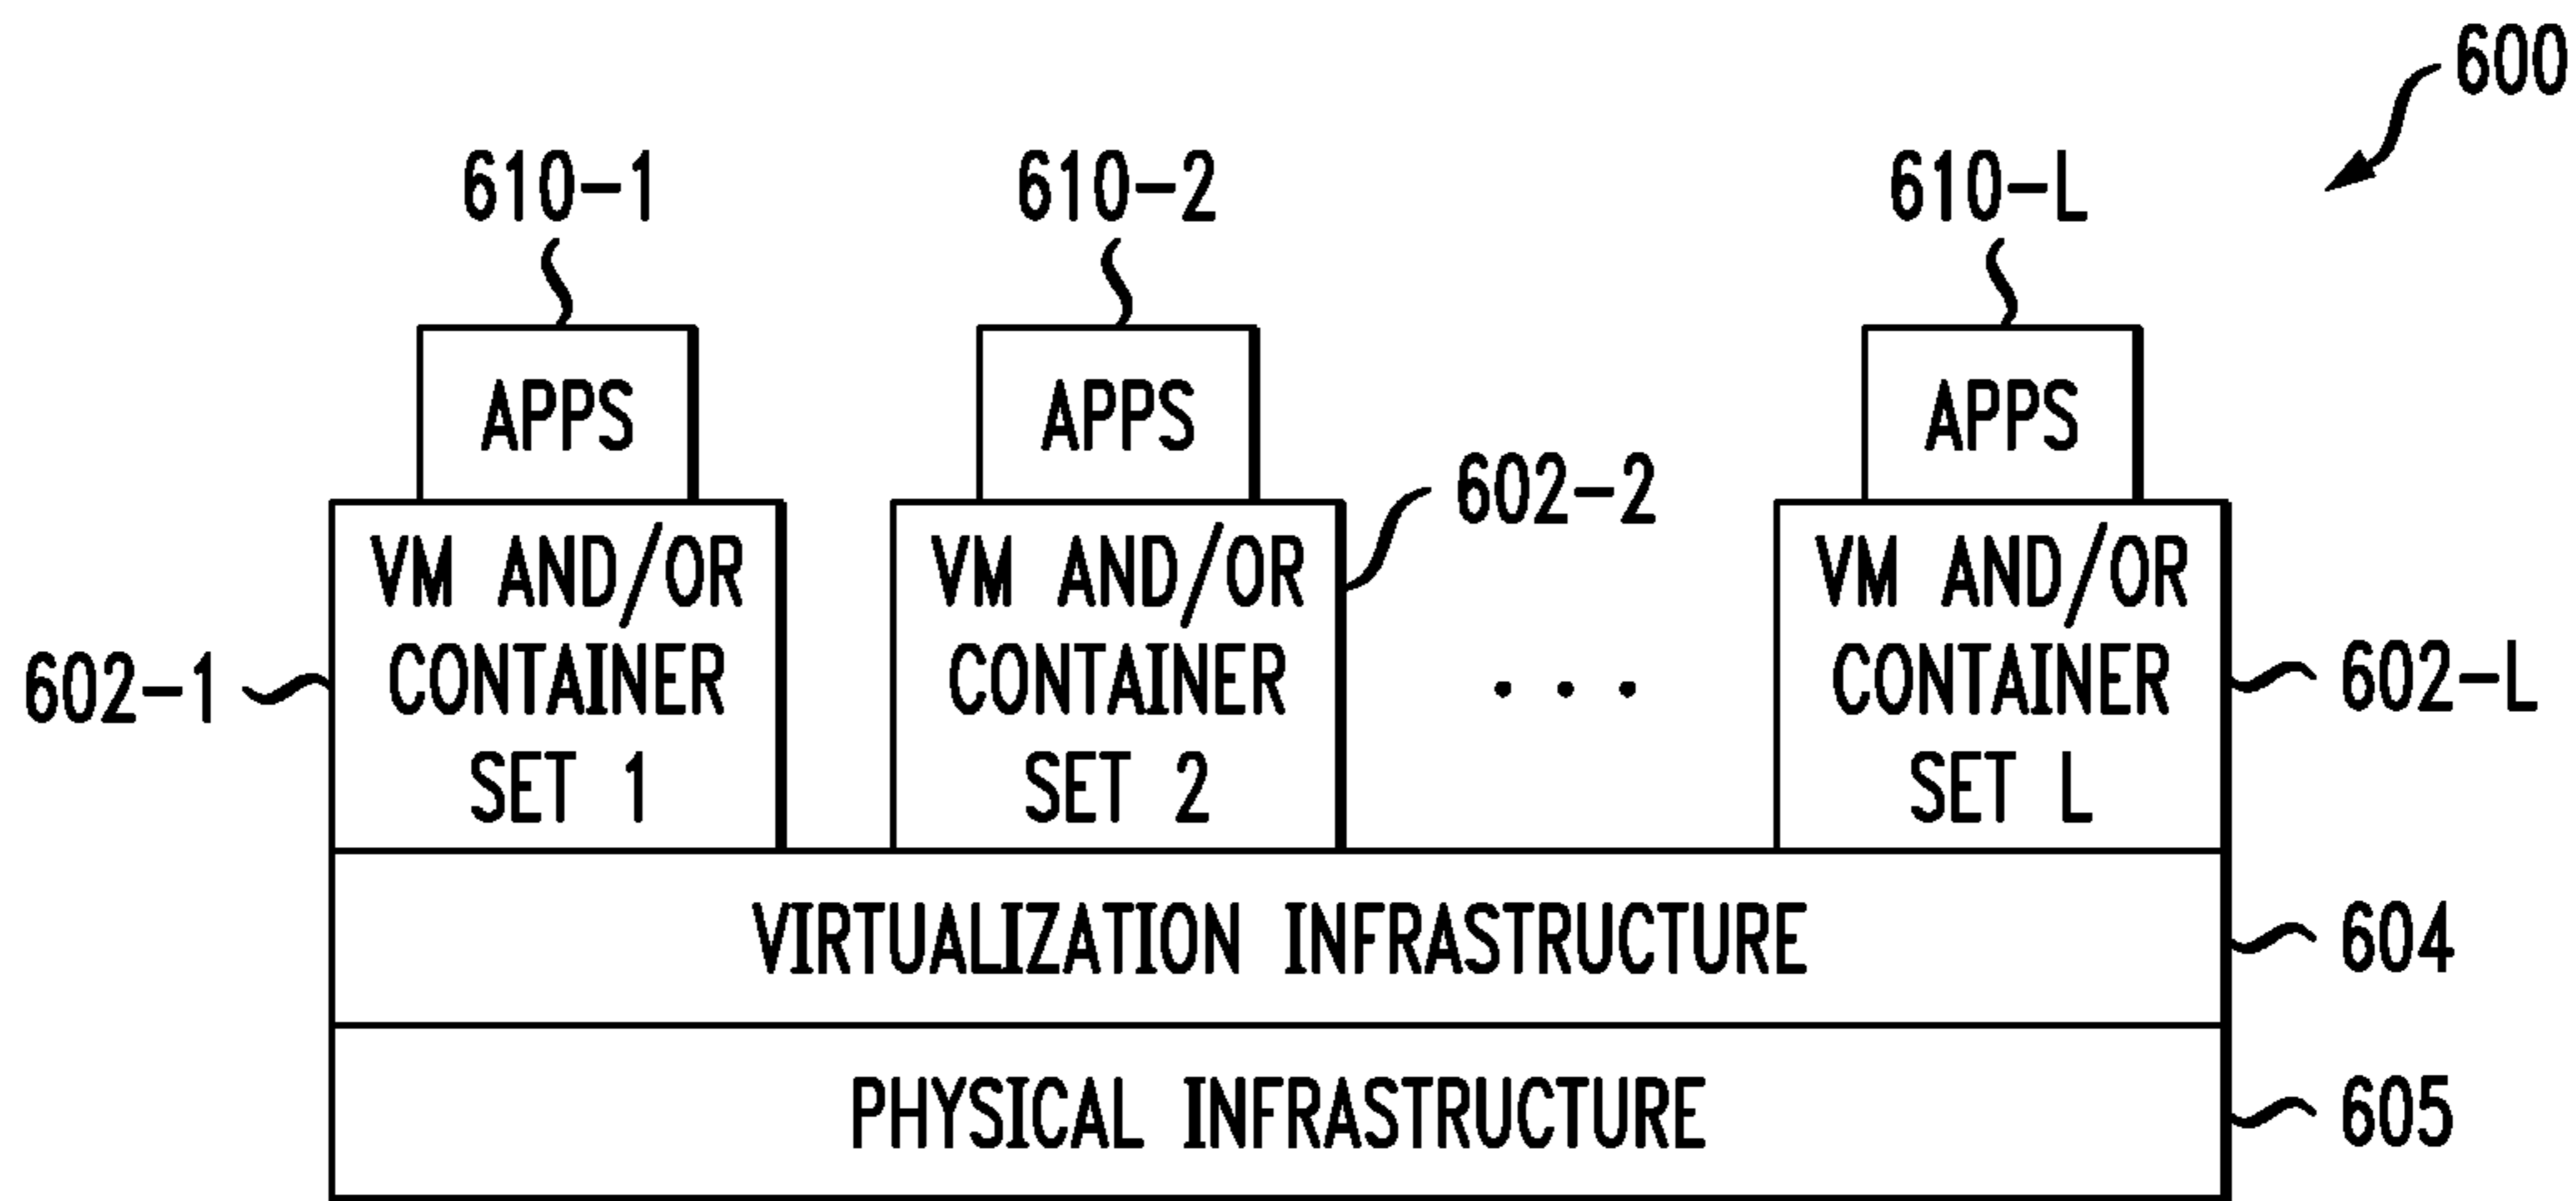 600
610-1
610-2
610-L
APPS
APPS
APPS
602-2
VM AND/OR
CONTAINER
SET 1
VM AND/OR
CONTAINER
SET 2
. . .
VM AND/OR
CONTAINER
SET L
602-1
602-L
VIRTUALIZATION INFRASTRUCTURE
604
PHYSICAL INFRASTRUCTURE
605